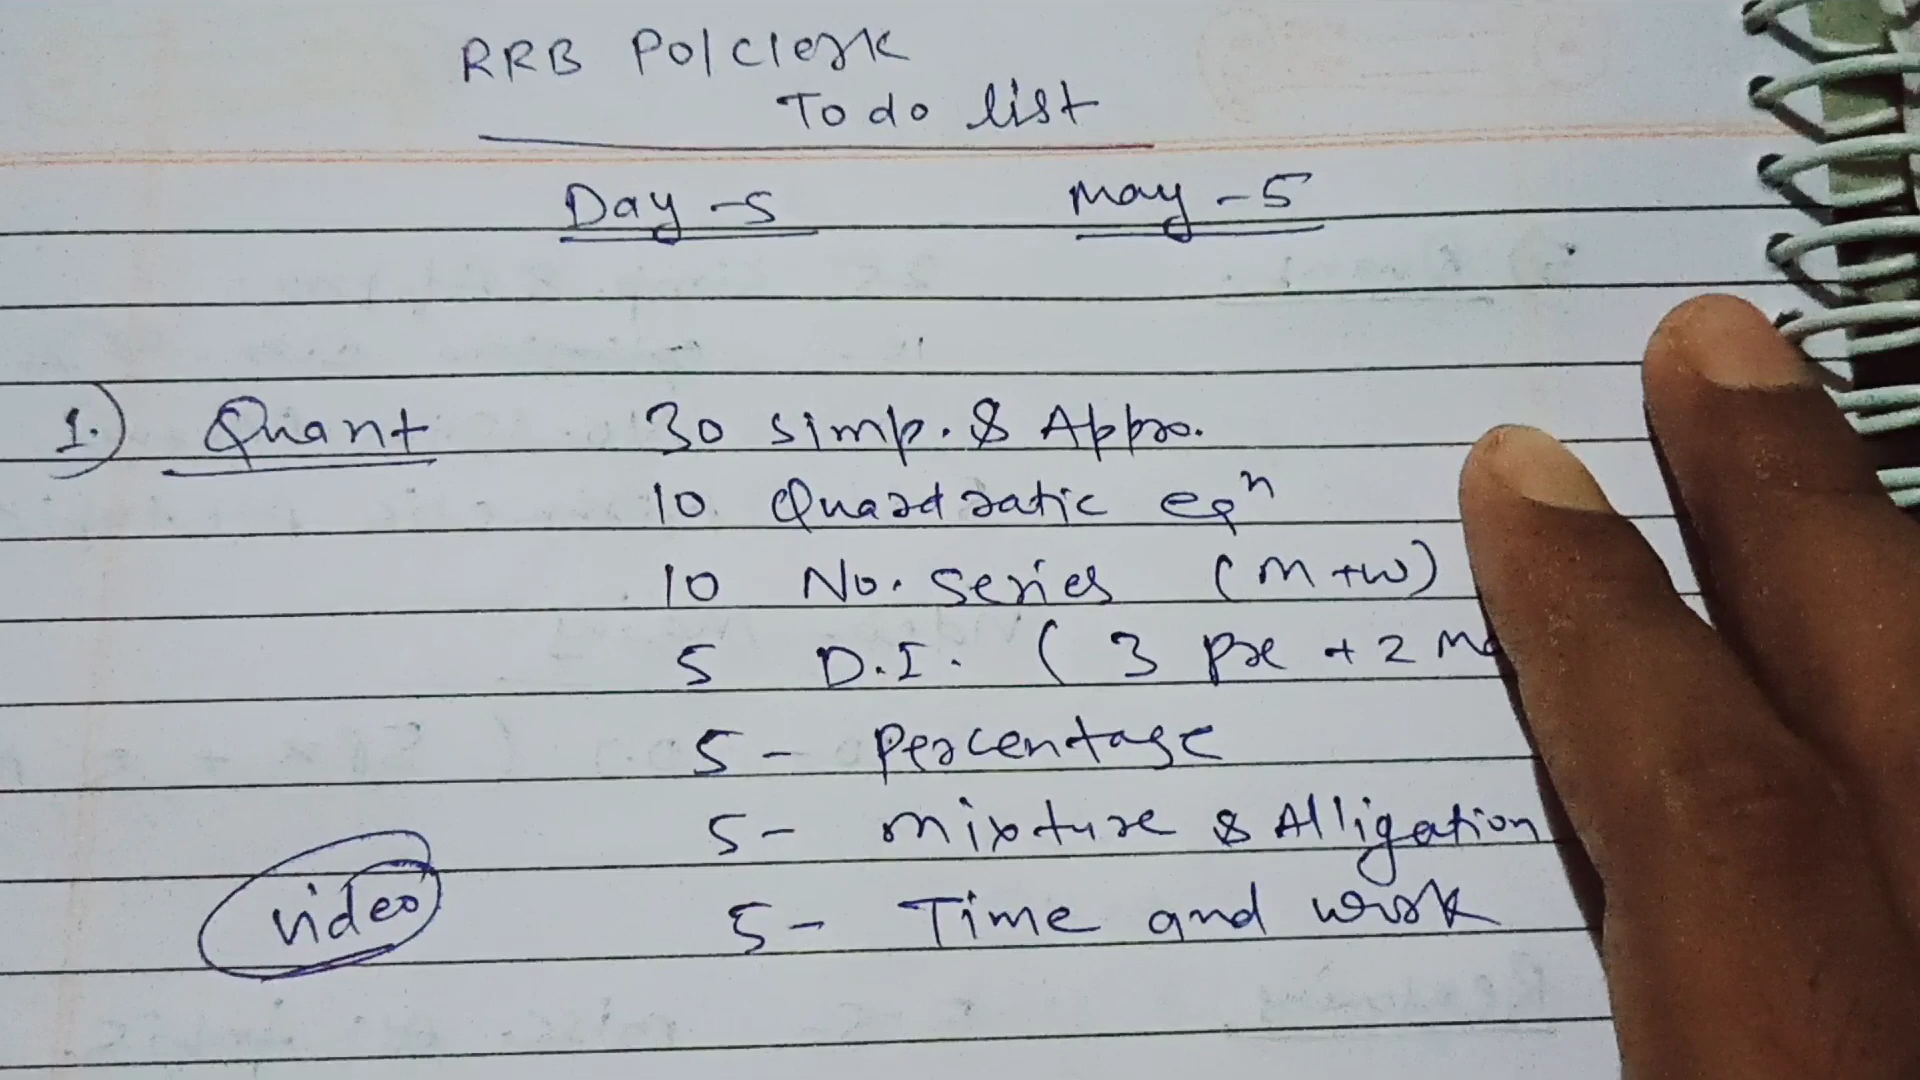 RRB PO/Clerk
To do list
Day-5 May-5
1.) Quant 30 Simp. & Appro.
10 Quadratic eqn
10 No. Series (M+W)
5 D.I. (3 Pre + 2
5- Percentage
5- Mixture & Alligation
video 5- Time and work